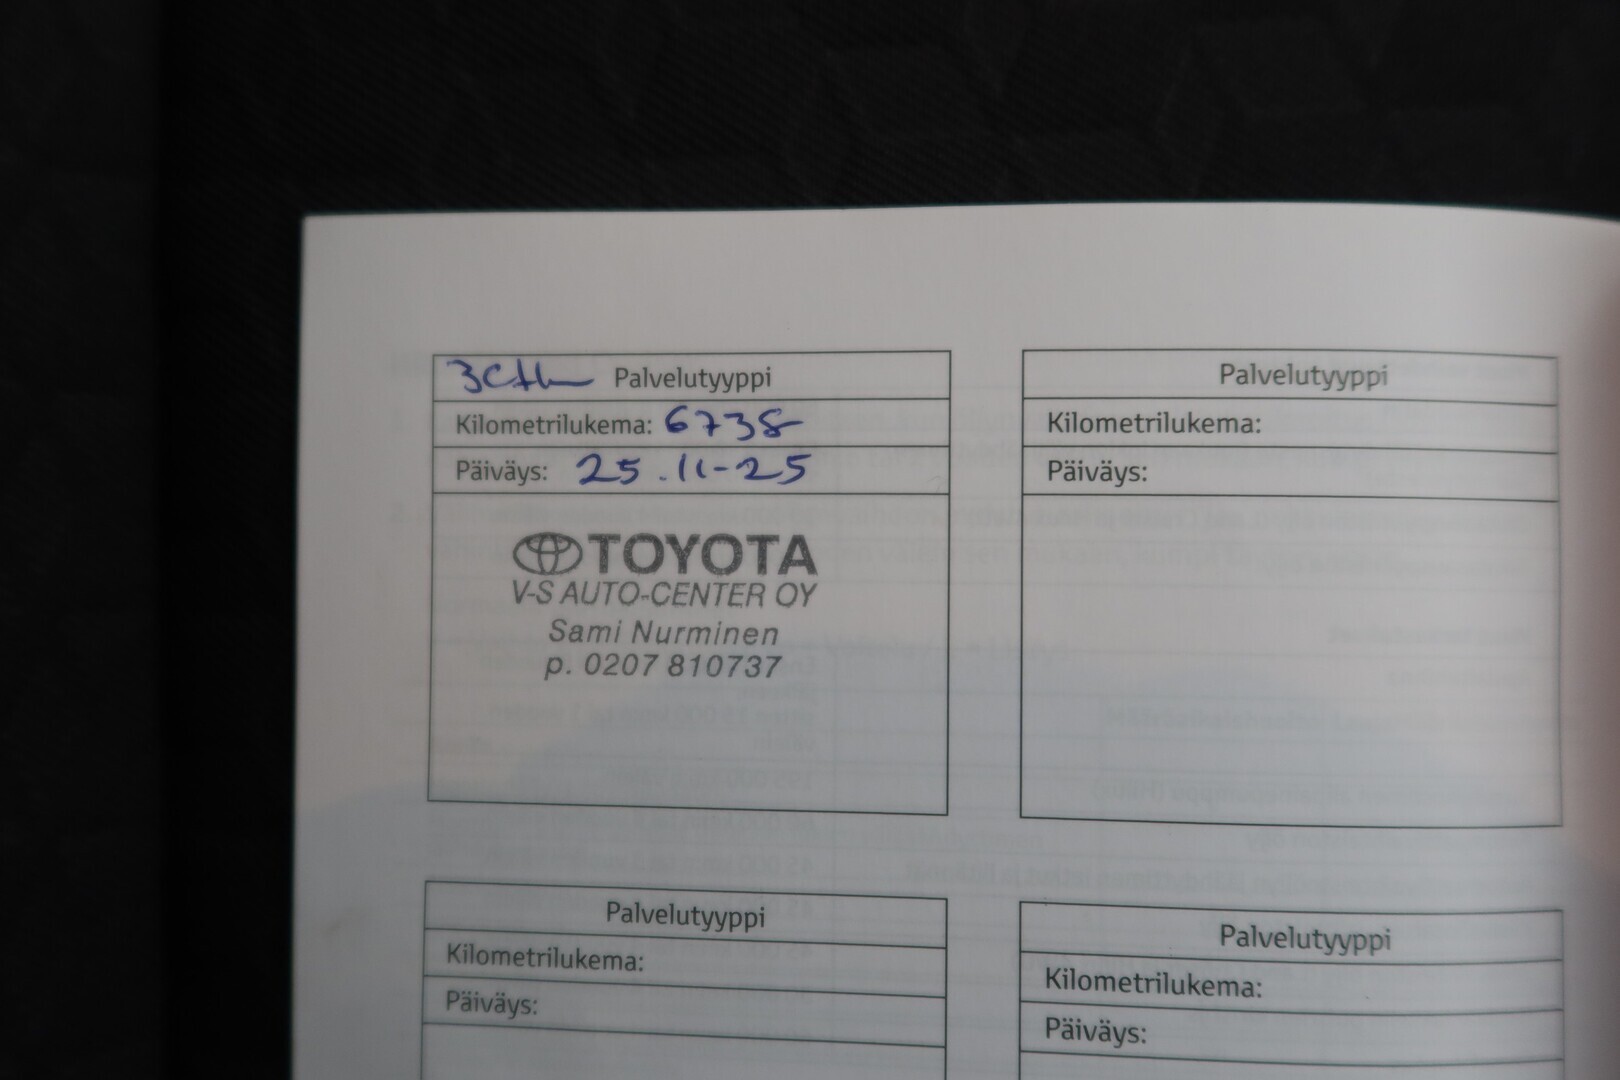 Palvelutyyppi
Kilometrilukema: 6738
Päiväys: 25.11-25
TOYOTA
V-S AUTO-CENTER OY
Sami Nurminen
p. 0207 810737
Palvelutyyppi
Kilometrilukema:
Päiväys:
Palvelutyyppi
Kilometrilukema:
Päiväys:
Palvelutyyppi
Kilometrilukema:
Päiväys: